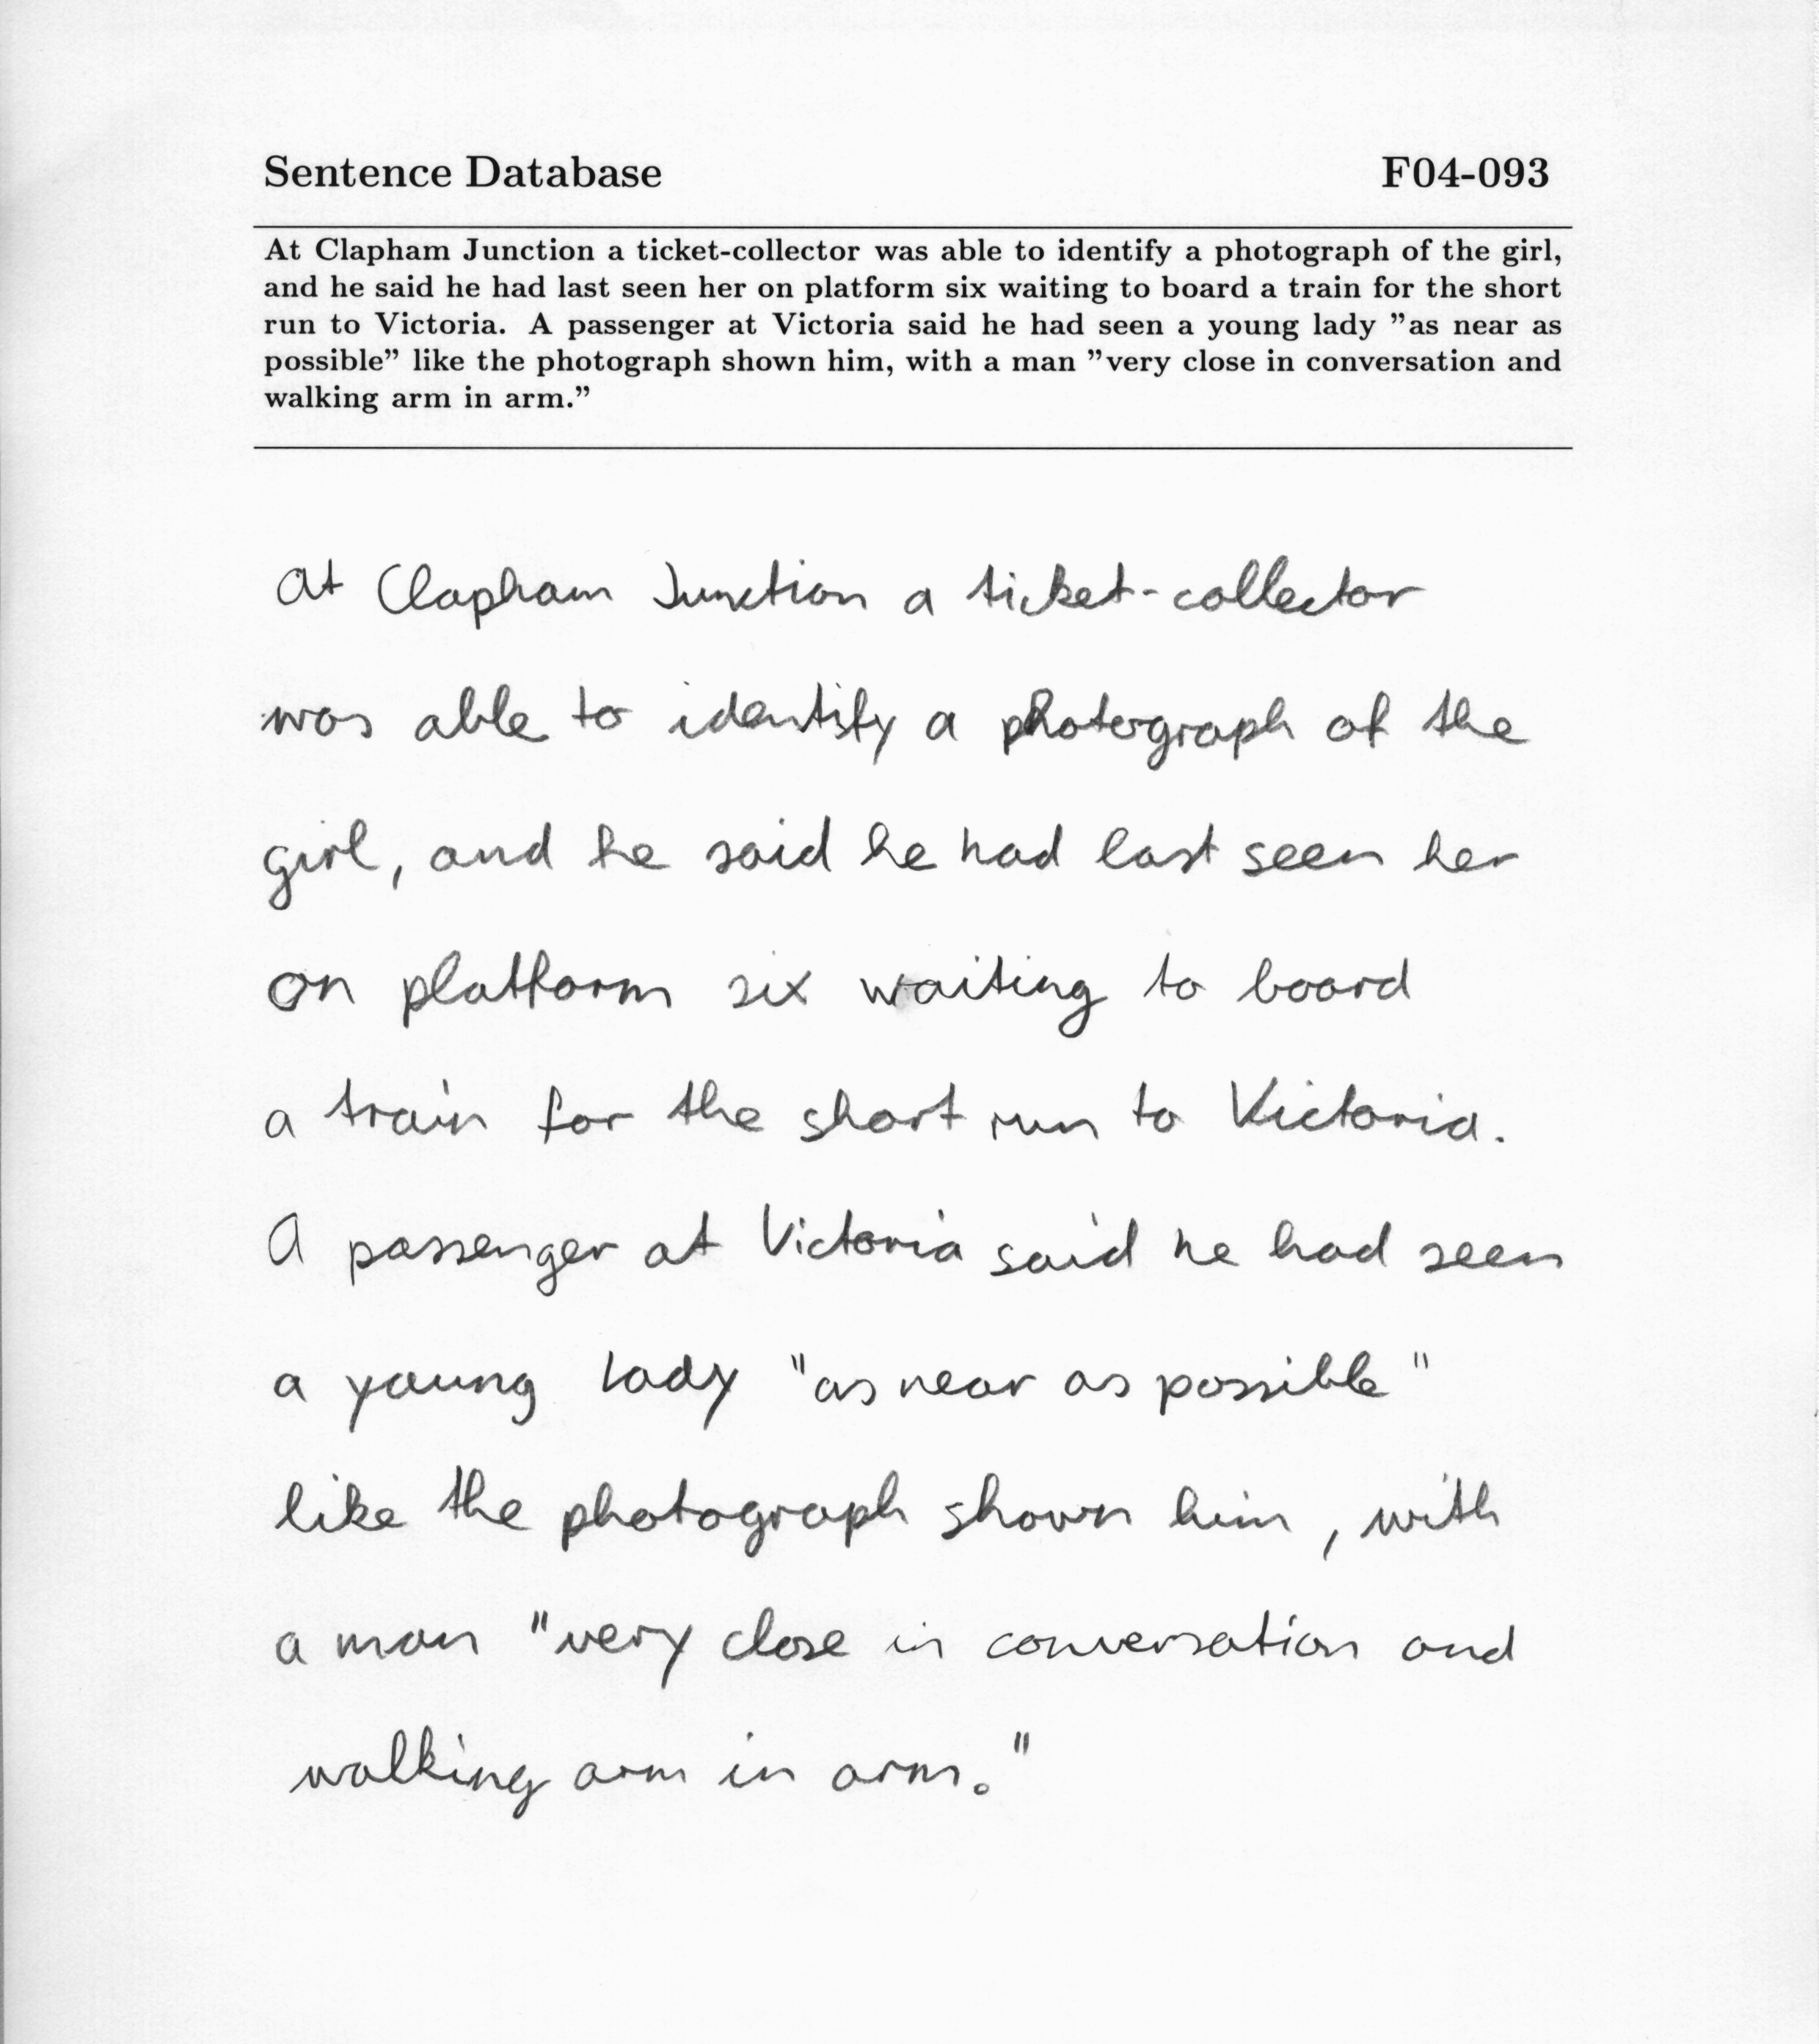 Sentence Database F04-093
At Clapham Junction a ticket-collector was able to identify a photograph of the girl,
and he said he had last seen her on platform six waiting to board a train for the short
run to Victoria. A passenger at Victoria said he had seen a young lady "as near as
possible" like the photograph shown him, with a man "very close in conversation and
walking arm in arm."
At Clapham Junction a ticket-collector
was able to identify a photograph of the
girl, and he said he had last seen her
on platform six waiting to board
a train for the short run to Victoria.
A passenger at Victoria said he had seen
a young lady "as near as possible"
like the photograph shown him, with
a man "very close in conversation and
walking arm in arm."